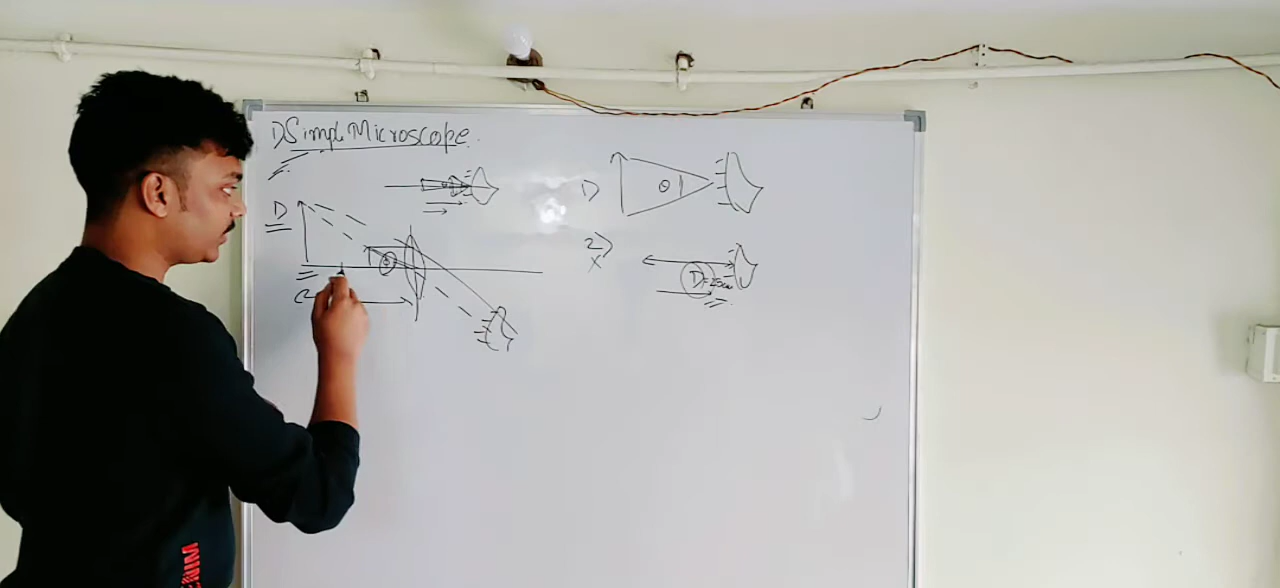 1) Simple Microscope.
1)
θ
D
2)
x
θ
D=25cm